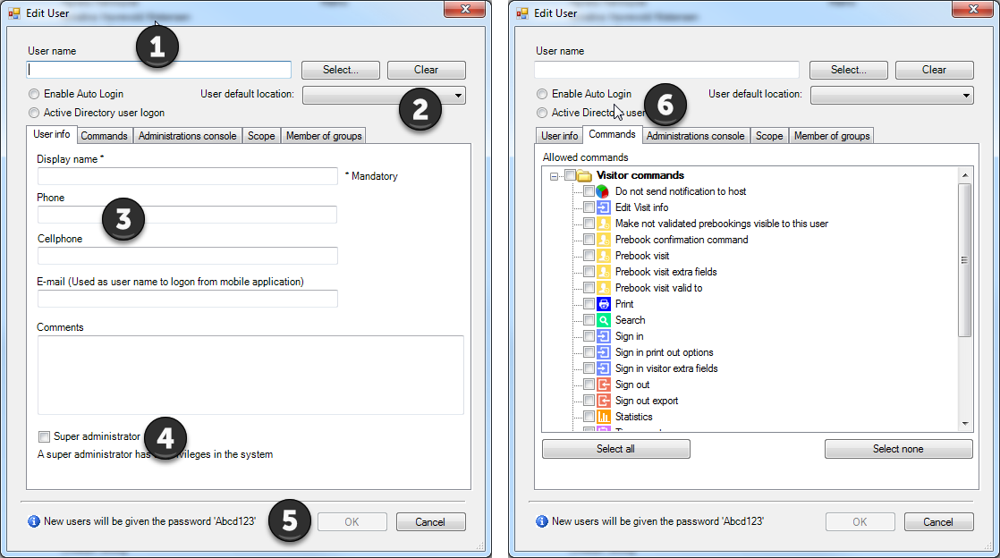 Edit User
1
User name
Select...
Clear
Enable Auto Login
User default location:
2
Active Directory user logon
User info
Commands
Administrations console
Scope
Member of groups
Display name *
* Mandatory
Phone
3
Cellphone
E-mail (Used as user name to logon from mobile application)
Comments
Super administrator
4
A super administrator has vileges in the system
New users will be given the password 'Abcd123'
5
OK
Cancel
Edit User
User name
Select...
Clear
Enable Auto Login
6
User default location:
Active Directory user
User info
Commands
Administrations console
Scope
Member of groups
Allowed commands
Visitor commands
Do not send notification to host
Edit Visit info
Make not validated prebookings visible to this user
Prebook confirmation command
Prebook visit
Prebook visit extra fields
Prebook visit valid to
Print
Search
Sign in
Sign in print out options
Sign in visitor extra fields
Sign out
Sign out export
Statistics
Select all
Select none
New users will be given the password 'Abcd123'
OK
Cancel